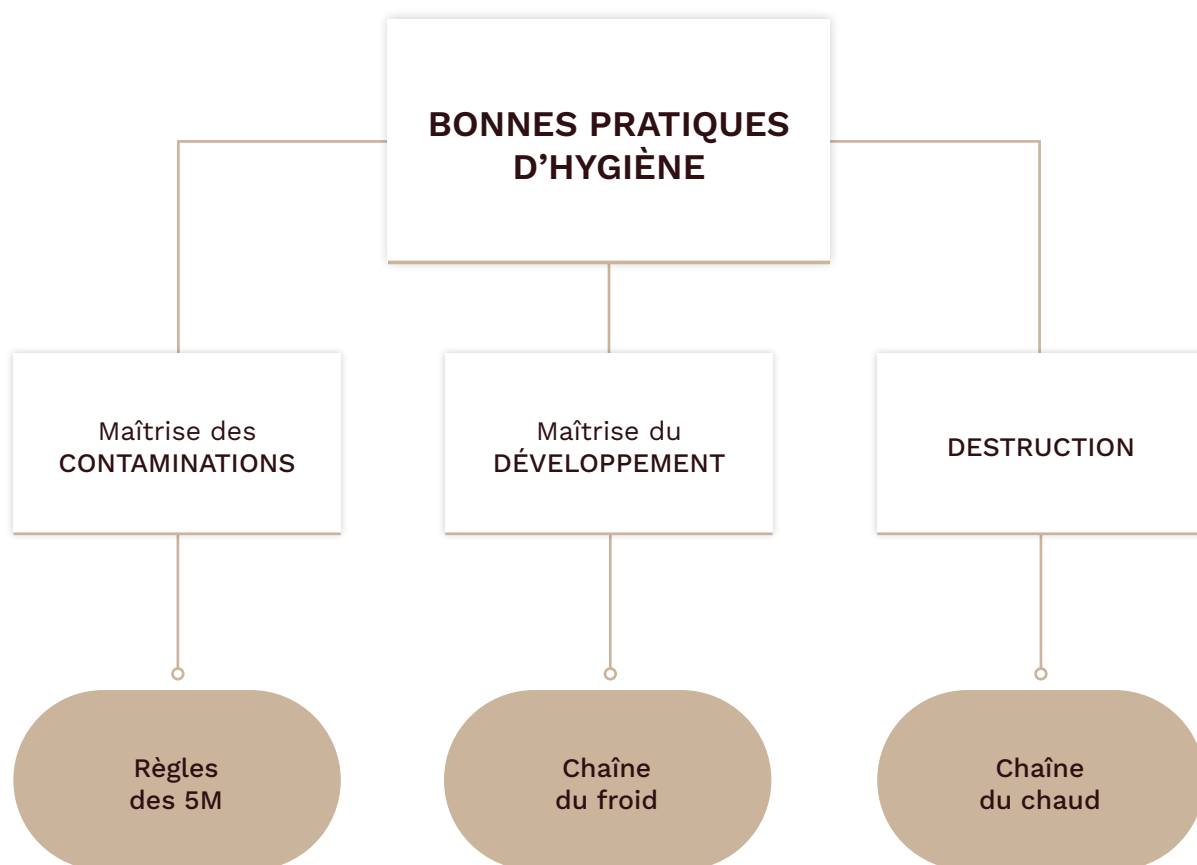 BONNES PRATIQUES
D’HYGIÈNE
Maîtrise des
CONTAMINATIONS
Maîtrise du
DÉVELOPPEMENT
DESTRUCTION
Règles
des 5M
Chaîne
du froid
Chaîne
du chaud